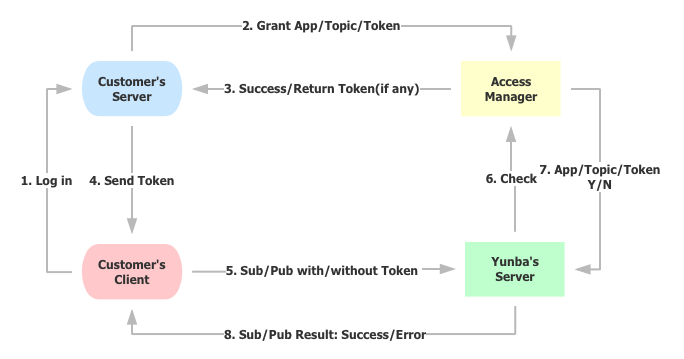 2. Grant App/Topic/Token
Customer's
Server
3. Success/Return Token(if any)
Access
Manager
1. Log in
4. Send Token
6. Check
7. App/Topic/Token
Y/N
Customer's
Client
5. Sub/Pub with/without Token
Yunba's
Server
8. Sub/Pub Result: Success/Error